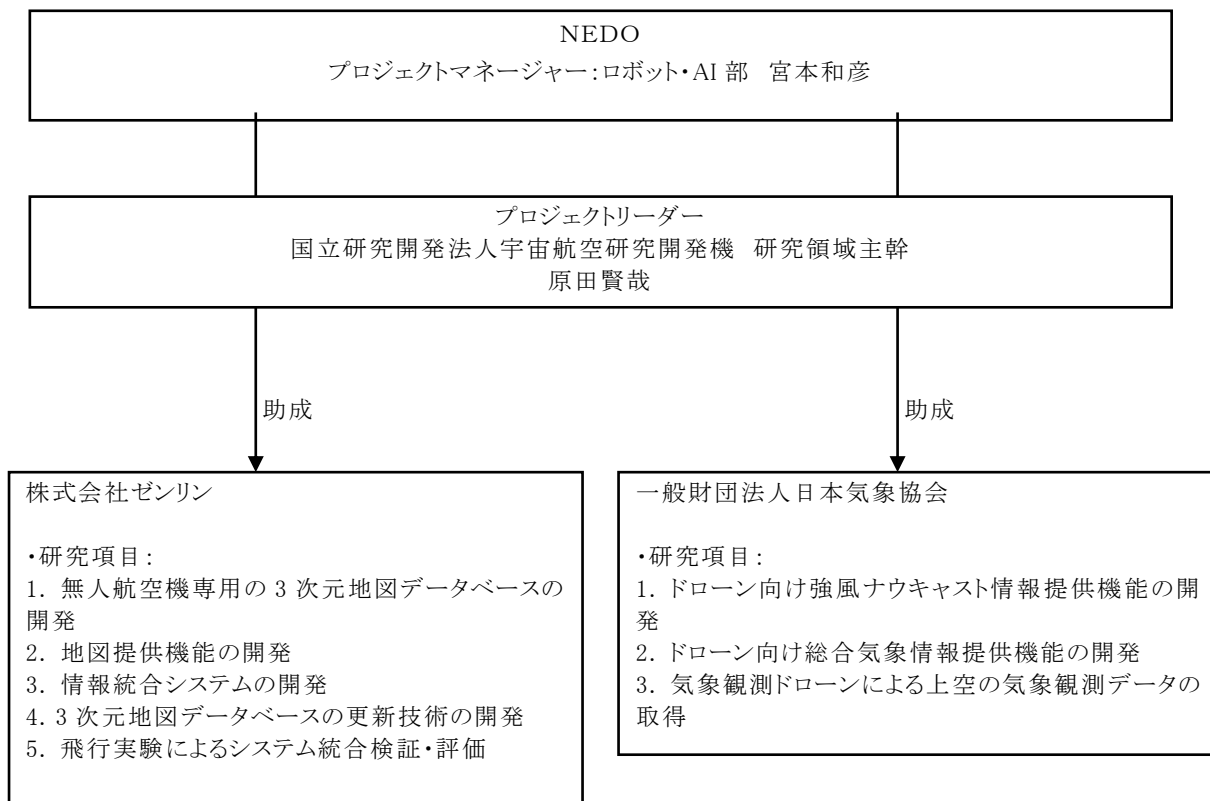 NEDO
プロジェクトマネージャー:ロボット・AI 部 宮本和彦
プロジェクトリーダー
国立研究開発法人宇宙航空研究開発機 研究領域主幹
原田賢哉
助成
助成
株式会社ゼンリン
・研究項目:
1. 無人航空機専用の 3 次元地図データベースの
開発
2. 地図提供機能の開発
3. 情報統合システムの開発
4. 3 次元地図データベースの更新技術の開発
5. 飛行実験によるシステム統合検証・評価
一般財団法人日本気象協会
・研究項目:
1. ドローン向け強風ナウキャスト情報提供機能の開
発
2. ドローン向け総合気象情報提供機能の開発
3. 気象観測ドローンによる上空の気象観測データの
取得